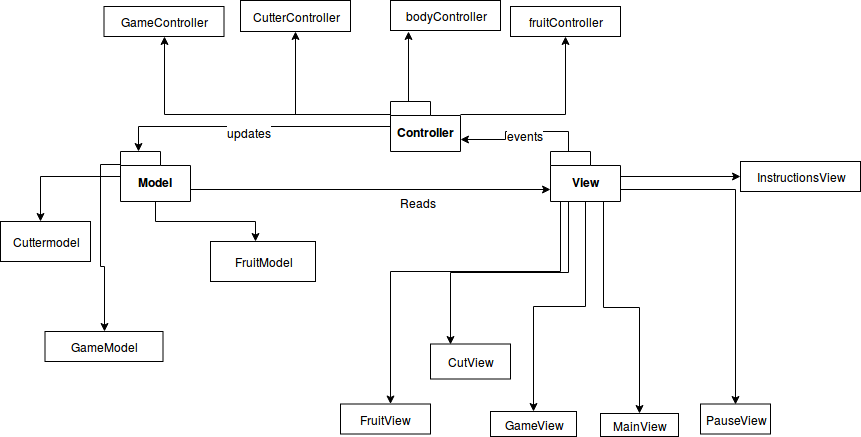 GameController
CutterController
bodyController
fruitController
Controller
updates
events
Model
VIew
InstructionsView
Reads
Cuttermodel
FruitModel
GameModel
CutView
FruitView
GameView
MainView
PauseView